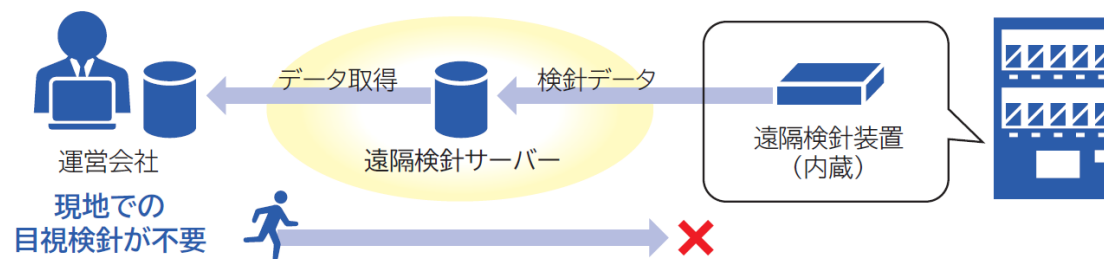 データ取得
検針データ
運営会社
遠隔検針サーバー
遠隔検針装置
（内蔵）
現地での
目視検針が不要